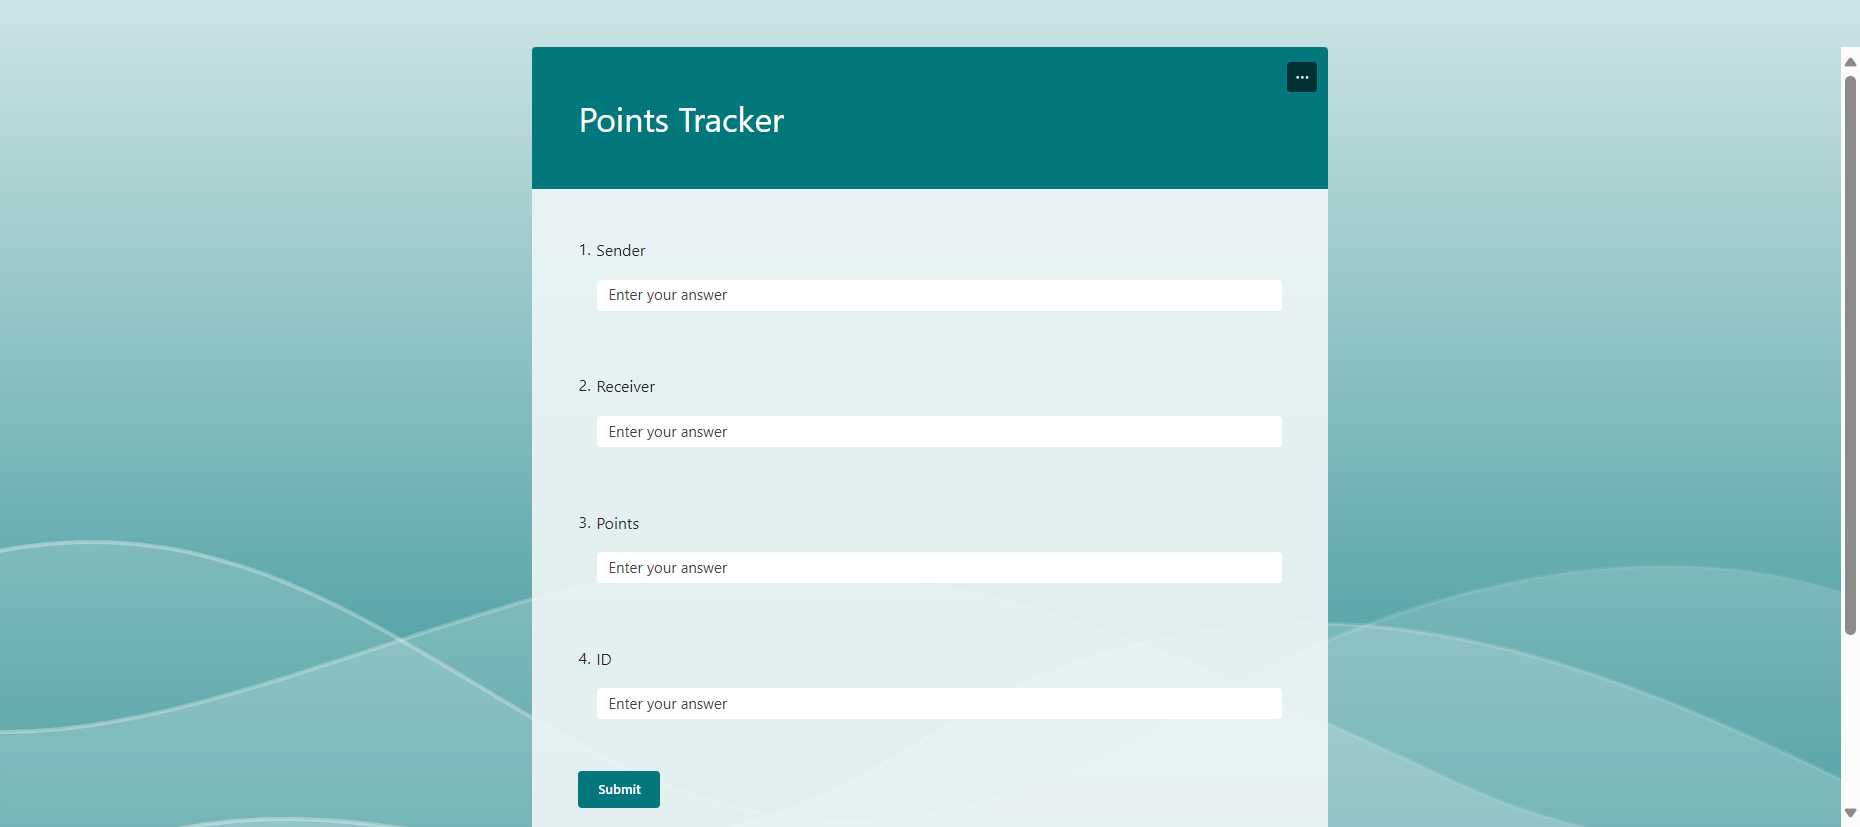 ...
Points Tracker
1. Sender
Enter your answer
2. Receiver
Enter your answer
3. Points
Enter your answer
4. ID
Enter your answer
Submit